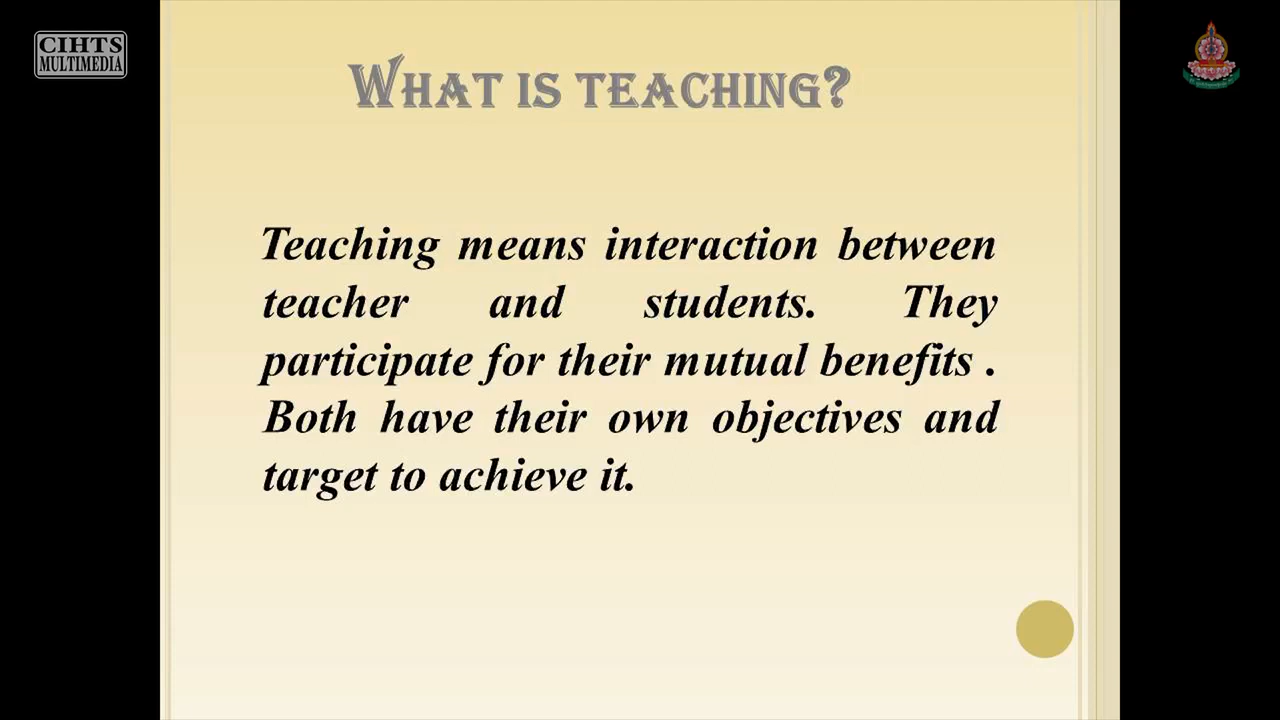 CIHTS
MULTIMEDIA
WHAT IS TEACHING?
Teaching means interaction between
teacher and students. They
participate for their mutual benefits .
Both have their own objectives and
target to achieve it.